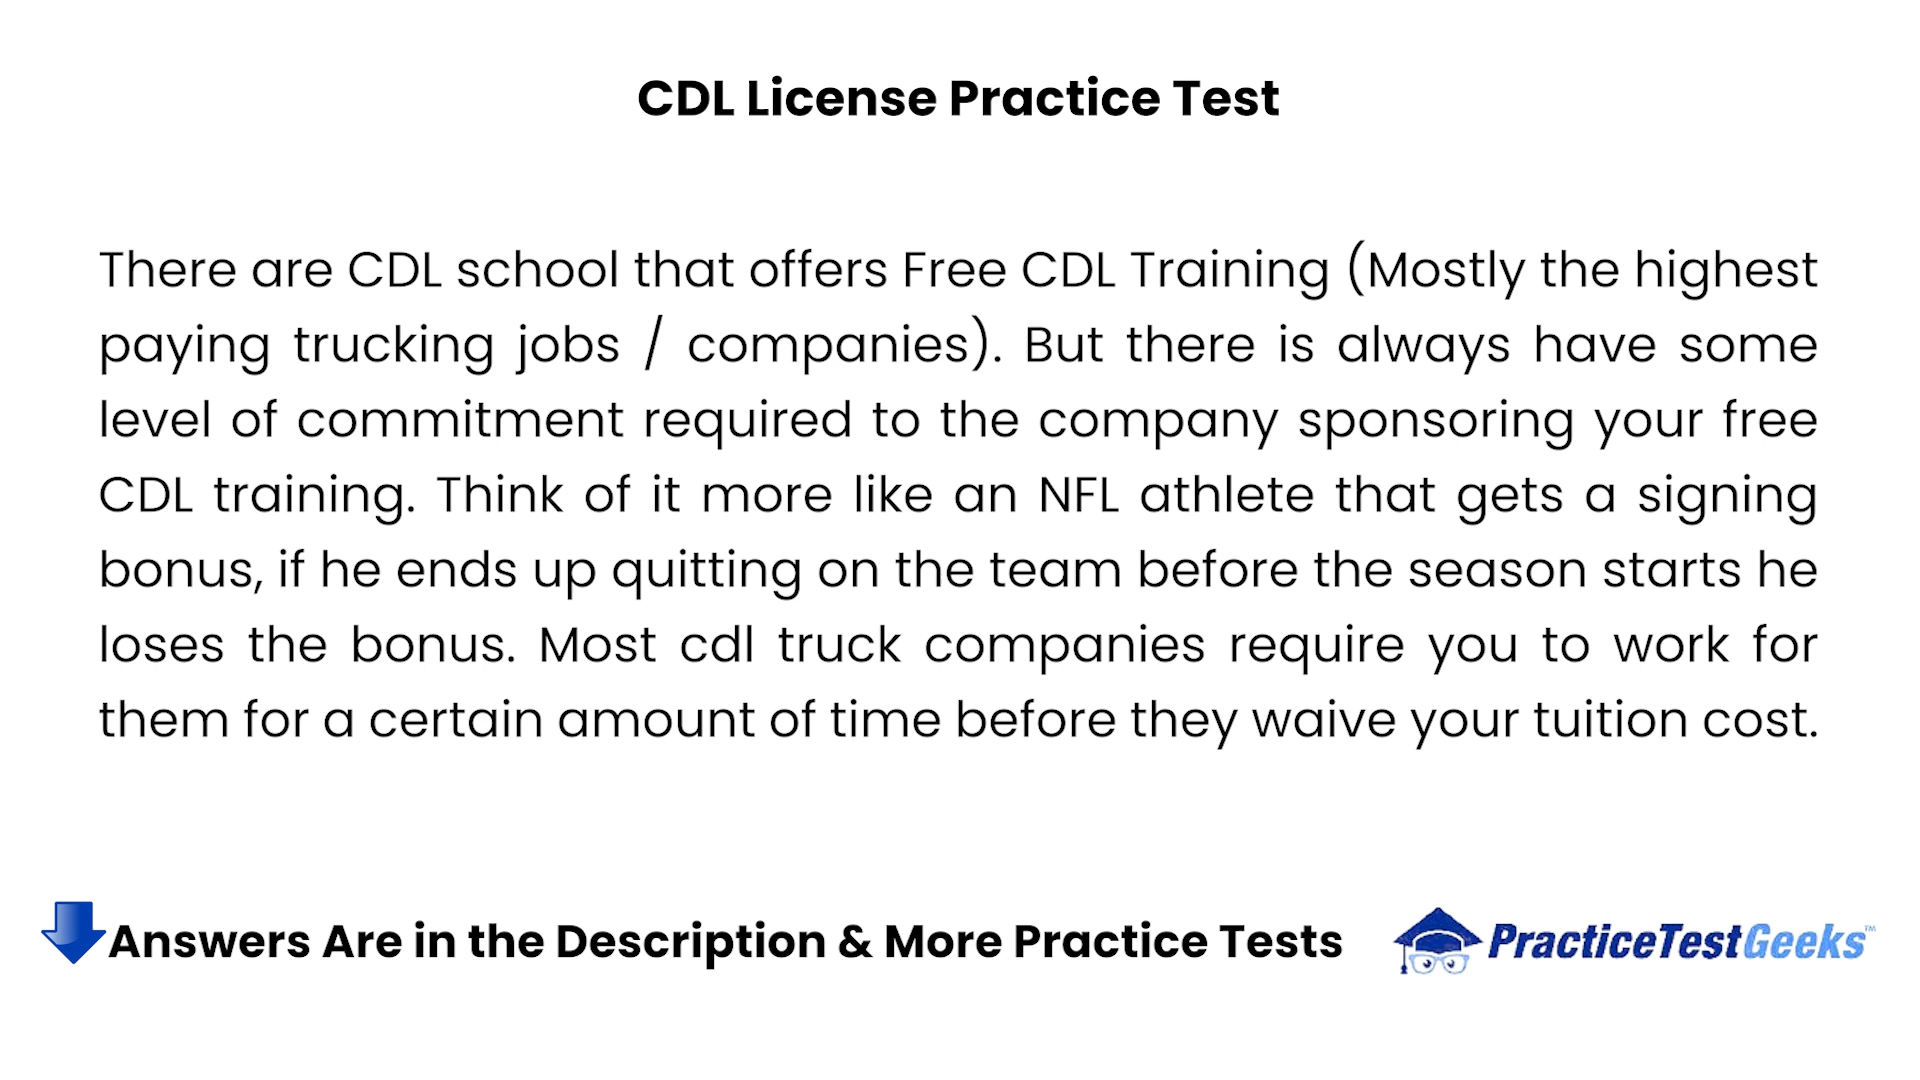 CDL License Practice Test
There are CDL school that offers Free CDL Training (Mostly the highest
paying trucking jobs / companies). But there is always have some
level of commitment required to the company sponsoring your free
CDL training. Think of it more like an NFL athlete that gets a signing
bonus, if he ends up quitting on the team before the season starts he
loses the bonus. Most cdl truck companies require you to work for
them for a certain amount of time before they waive your tuition cost.
Answers Are in the Description & More Practice Tests
PracticeTestGeeks™